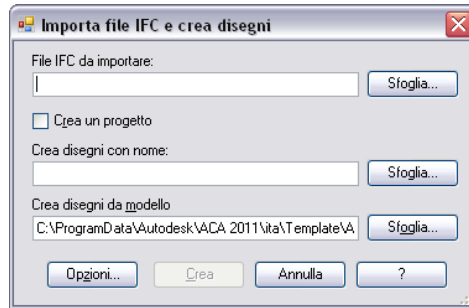 Importa file IFC e crea disegni
File IFC da importare:
Sfoglia...
Crea un progetto
Crea disegni con nome:
Sfoglia...
Crea disegni da modello
C:\ProgramData\Autodesk\ACA 2011\ita\Template\A
Sfoglia...
Opzioni... Crea Annulla ?